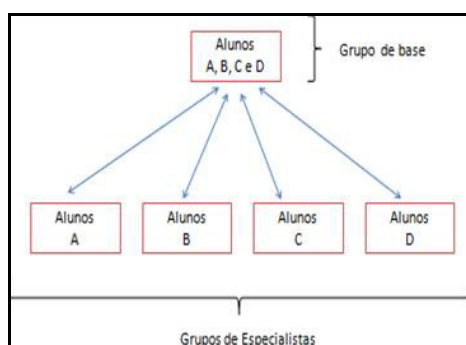 Alunos
A, B, C e D
Grupo de base
Alunos
A
Alunos
B
Alunos
C
Alunos
D
Grupos de Especialistas